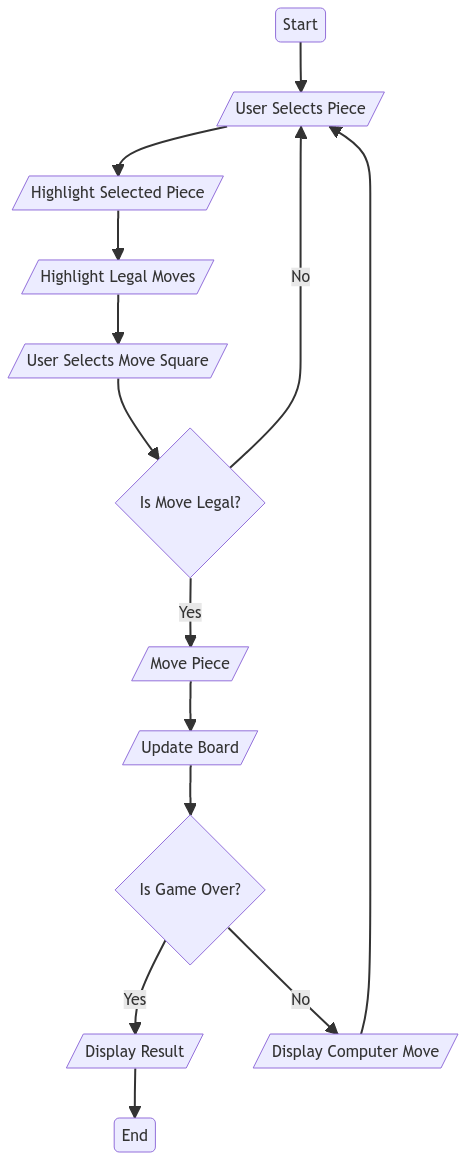 Start
User Selects Piece
Highlight Selected Piece
Highlight Legal Moves
No
User Selects Move Square
Is Move Legal?
Yes
Move Piece
Update Board
Is Game Over?
Yes
No
Display Result
Display Computer Move
End